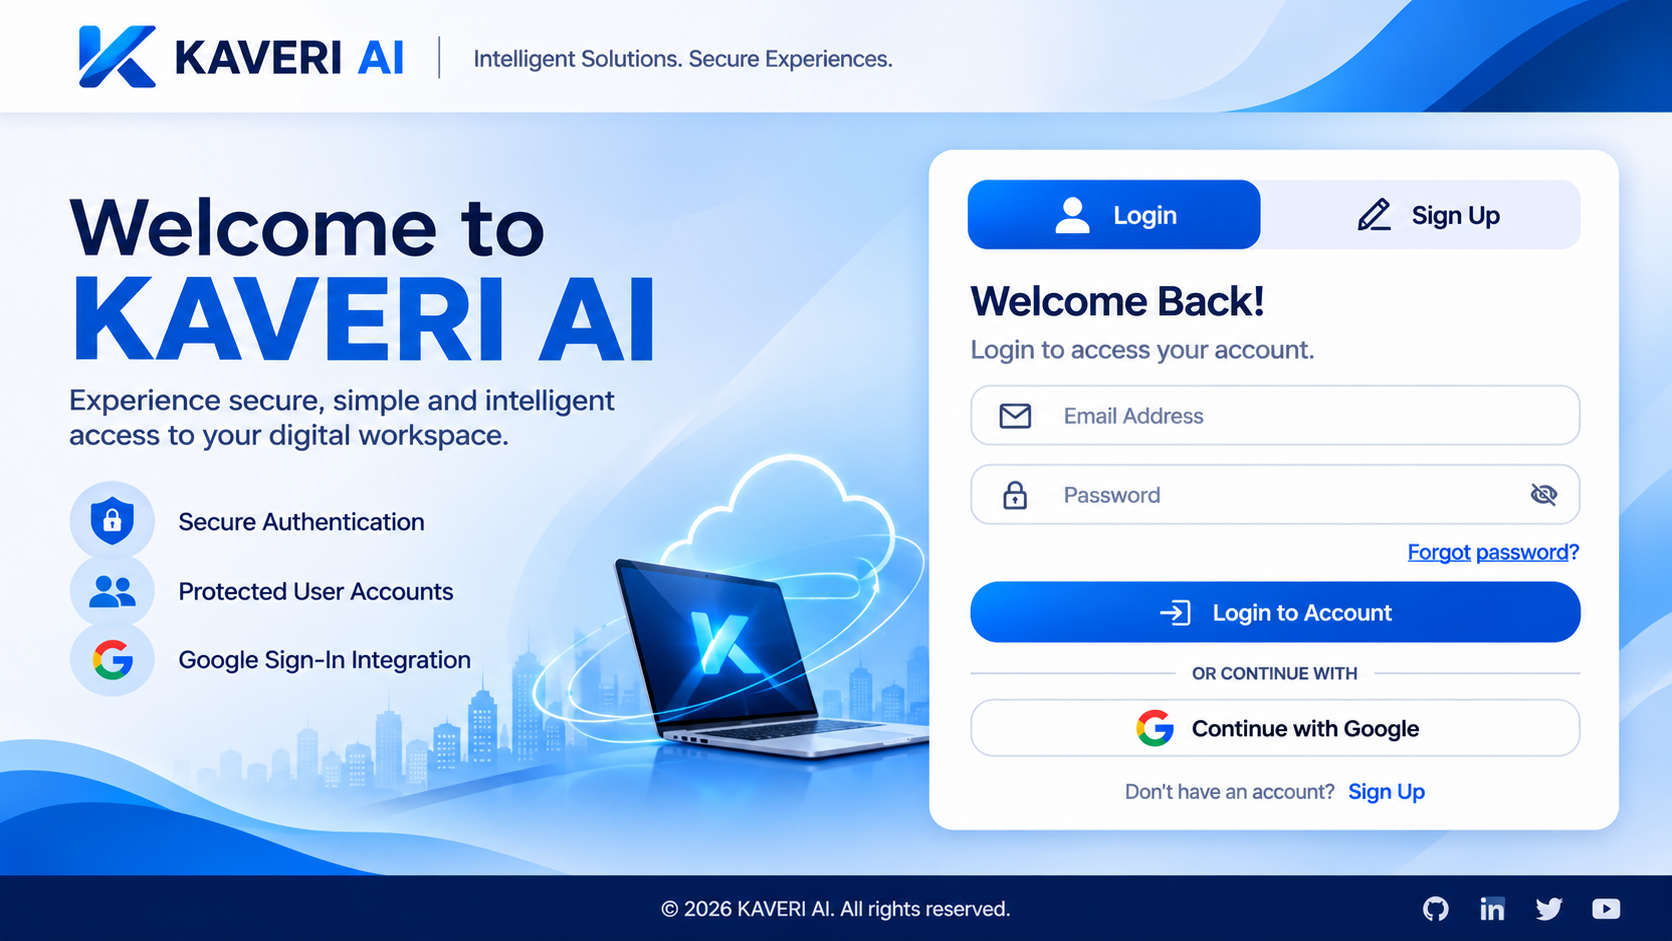 KAVERI AI
Intelligent Solutions. Secure Experiences.
Welcome to
KAVERI AI
Experience secure, simple and intelligent
access to your digital workspace.
Secure Authentication
Protected User Accounts
Google Sign-In Integration
Login
Sign Up
Welcome Back!
Login to access your account.
Email Address
Password
Forgot password?
Login to Account
OR CONTINUE WITH
Continue with Google
Don't have an account? Sign Up
© 2026 KAVERI AI. All rights reserved.